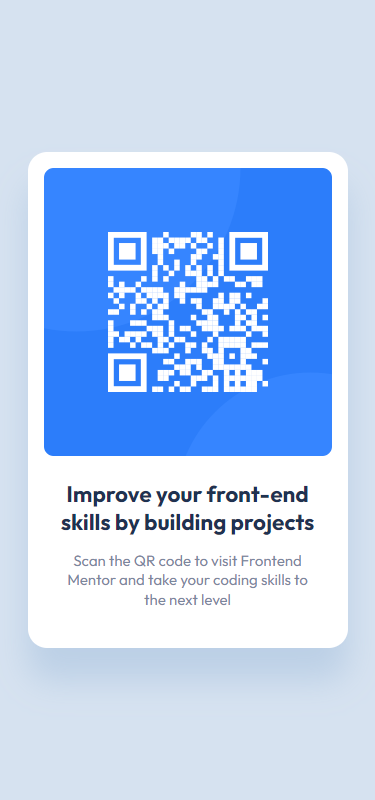 Improve your front-end
skills by building projects
Scan the QR code to visit Frontend
Mentor and take your coding skills to
the next level